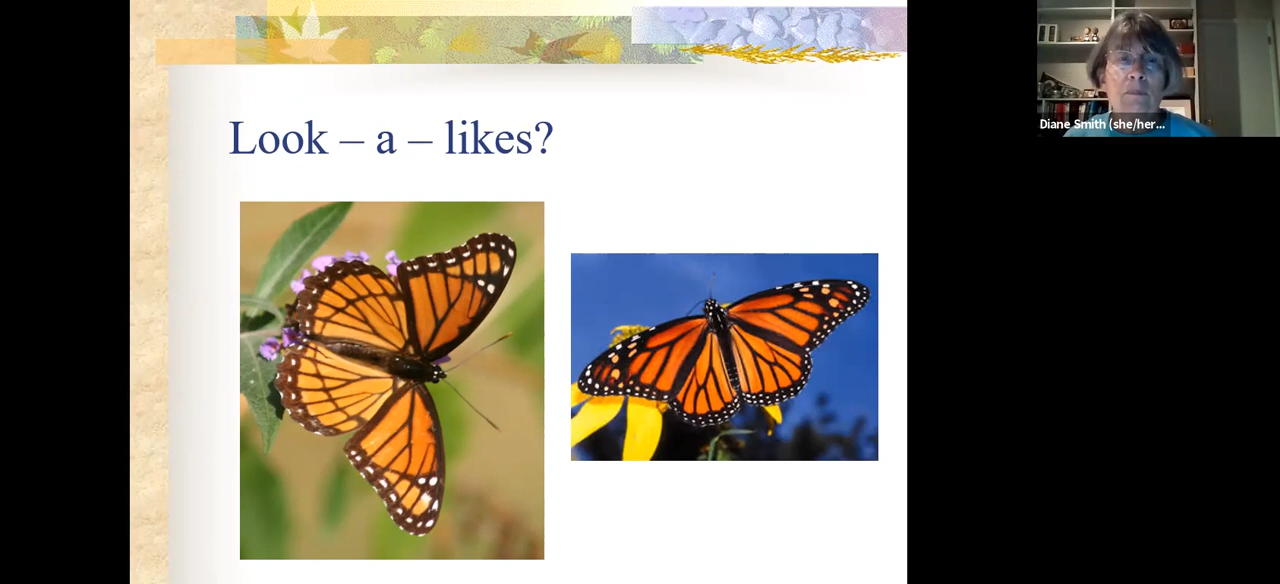 Look – a – likes?
Diane Smith (she/her...